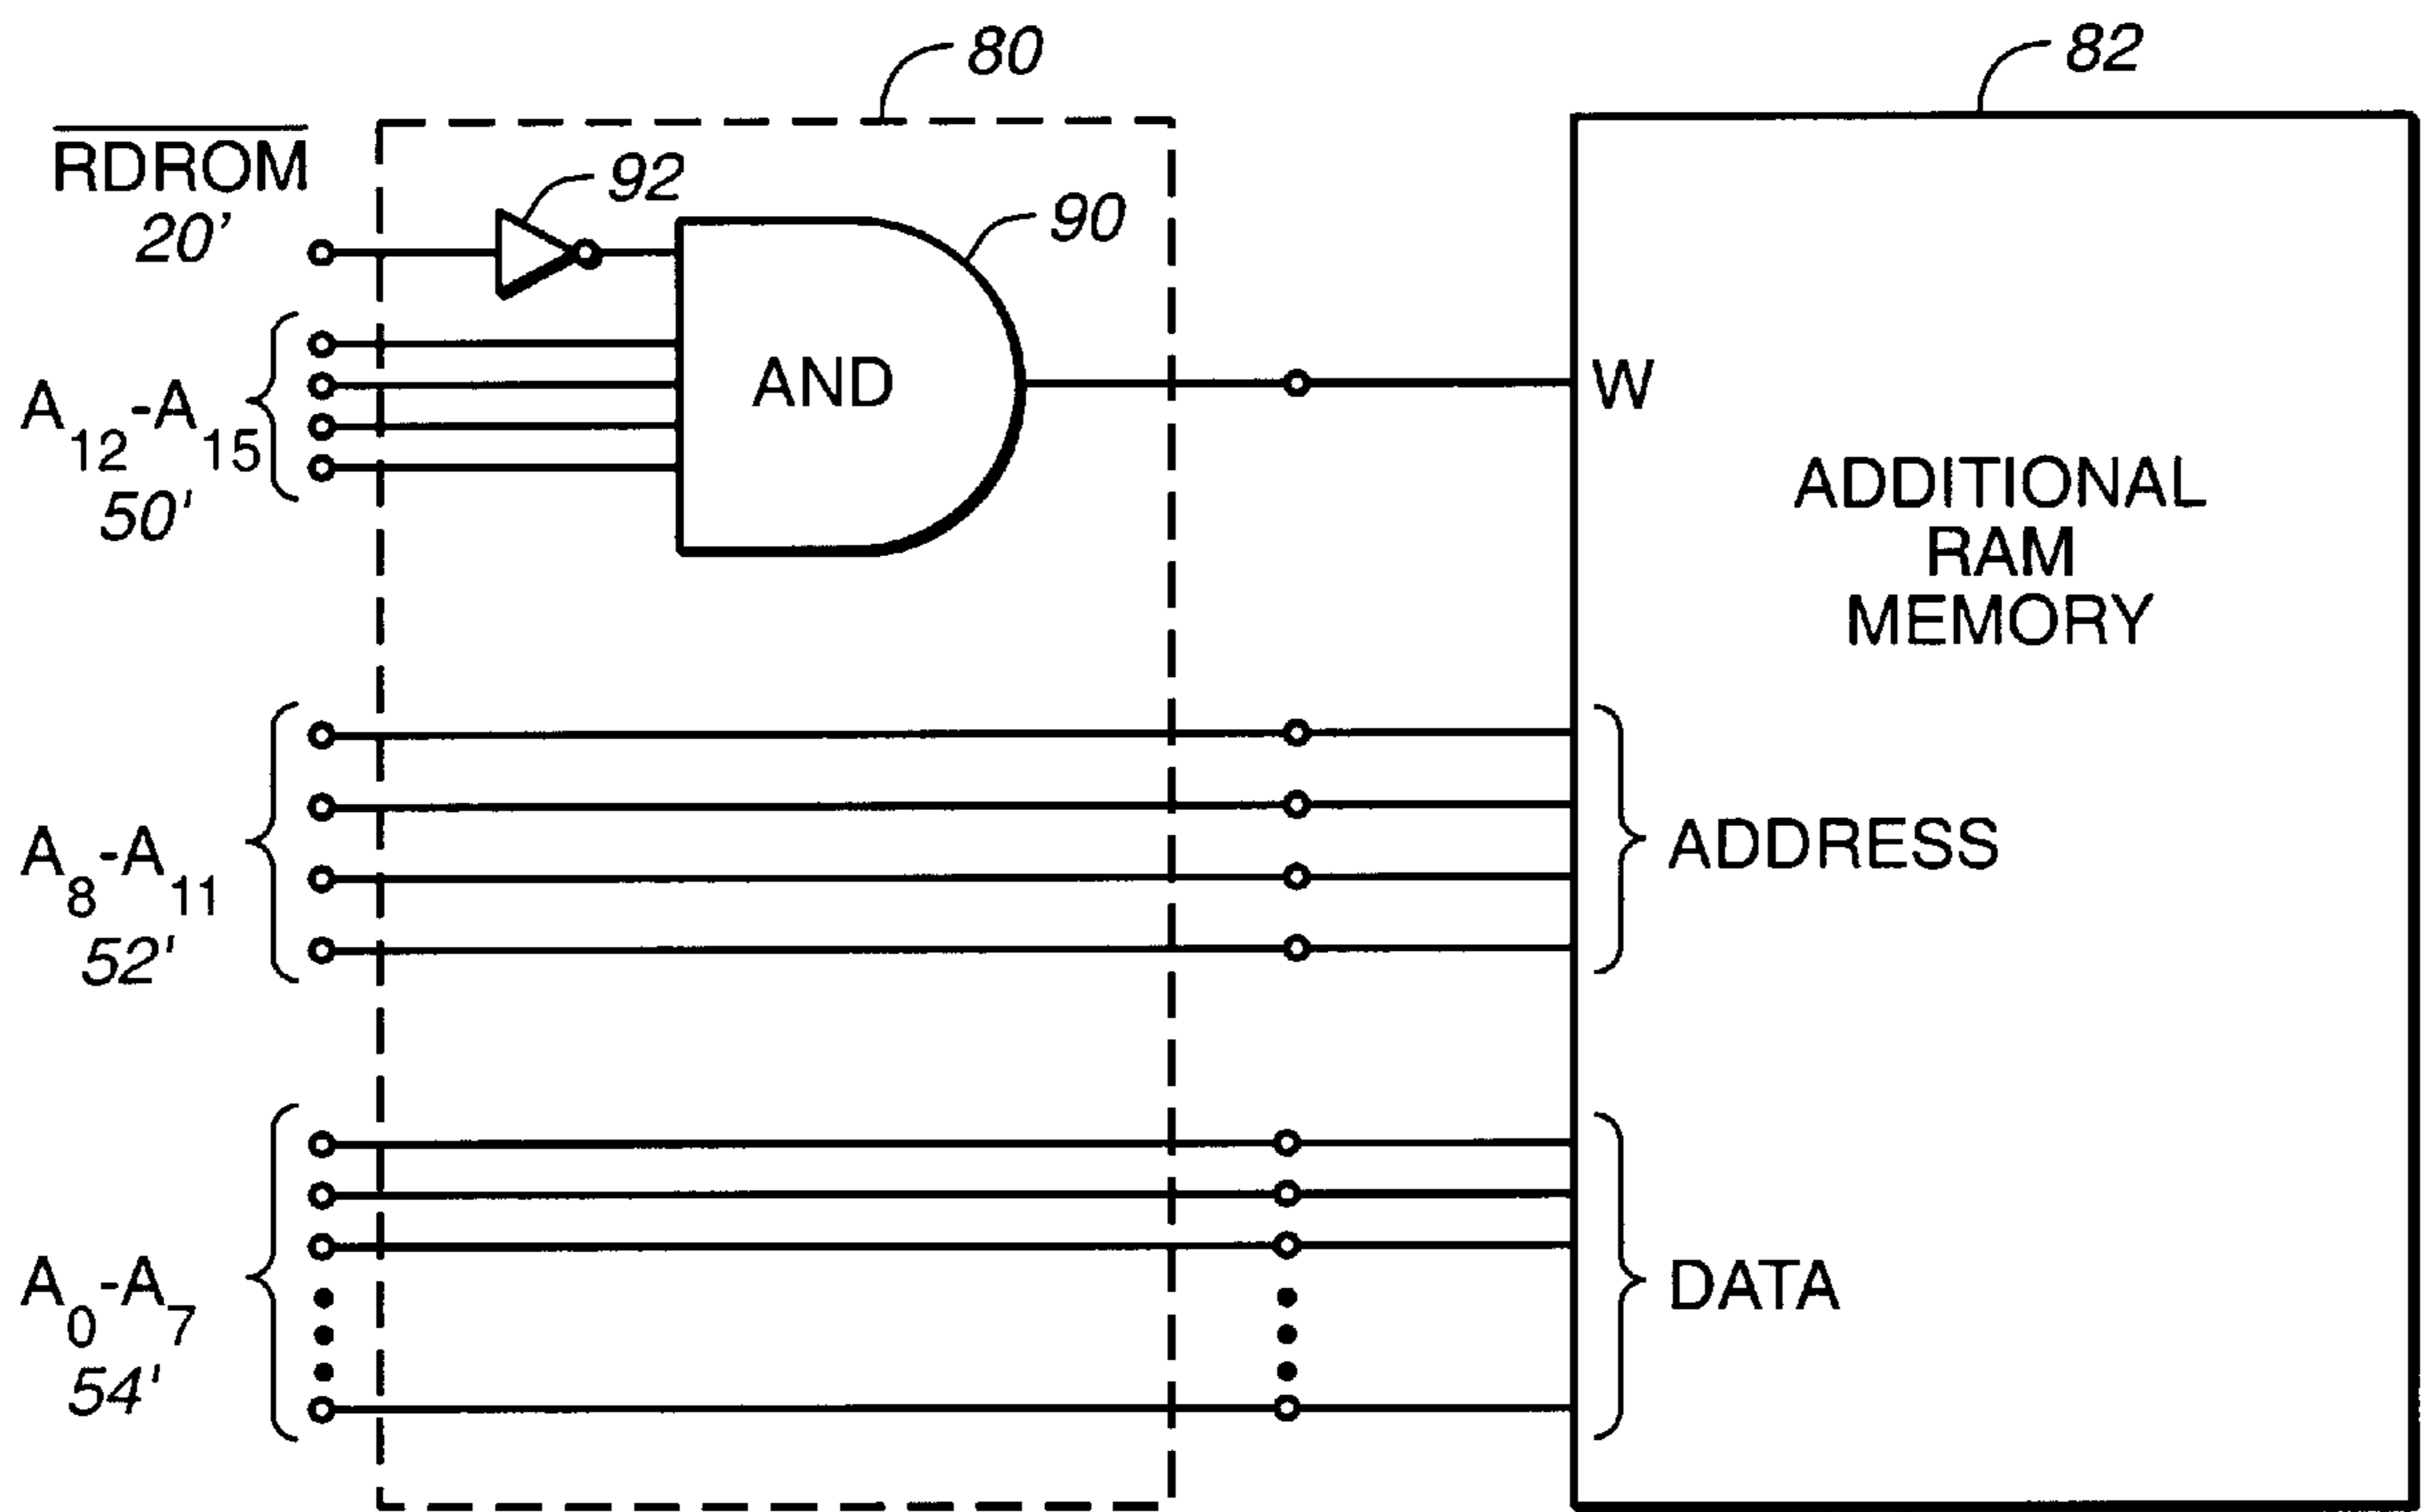 80
82
RDROM
20'
92
90
A12-A15
50'
AND
W
ADDITIONAL
RAM
MEMORY
A8-A11
52'
ADDRESS
A0-A7
54'
DATA